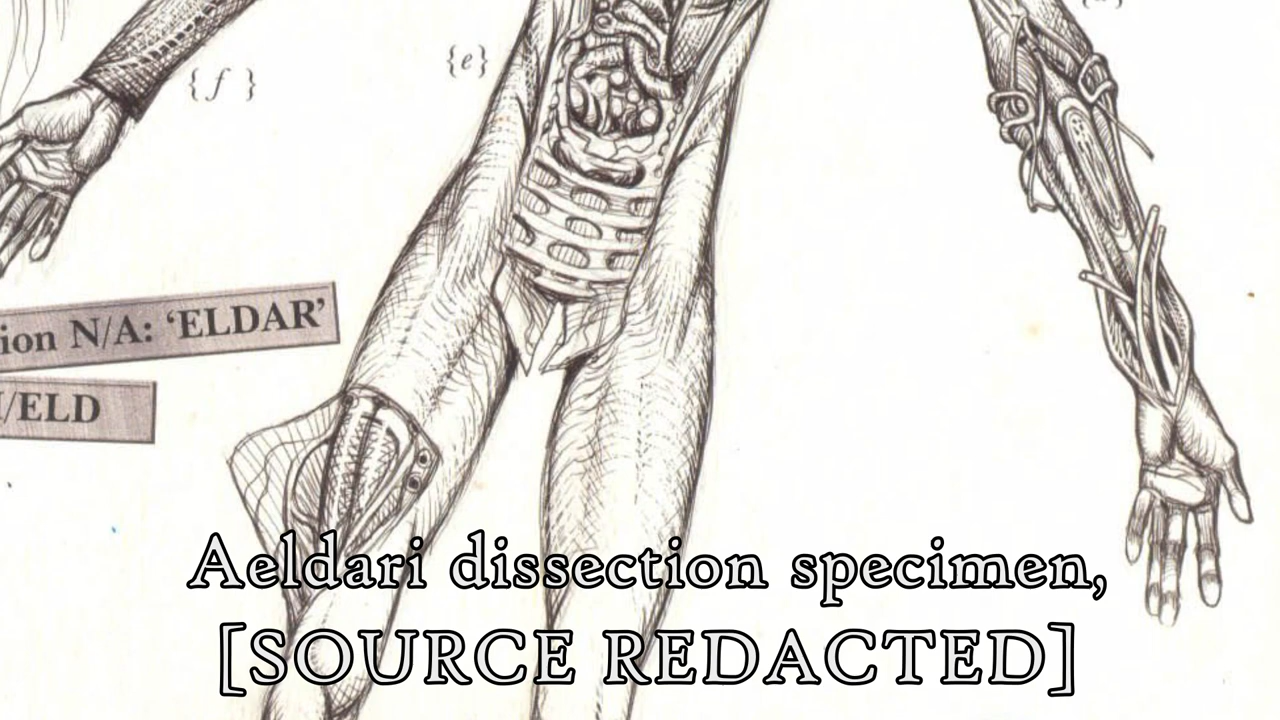 { f }
{e}
ion N/A: ‘ELDAR’
/ELD
Aeldari dissection specimen,
[SOURCE REDACTED]